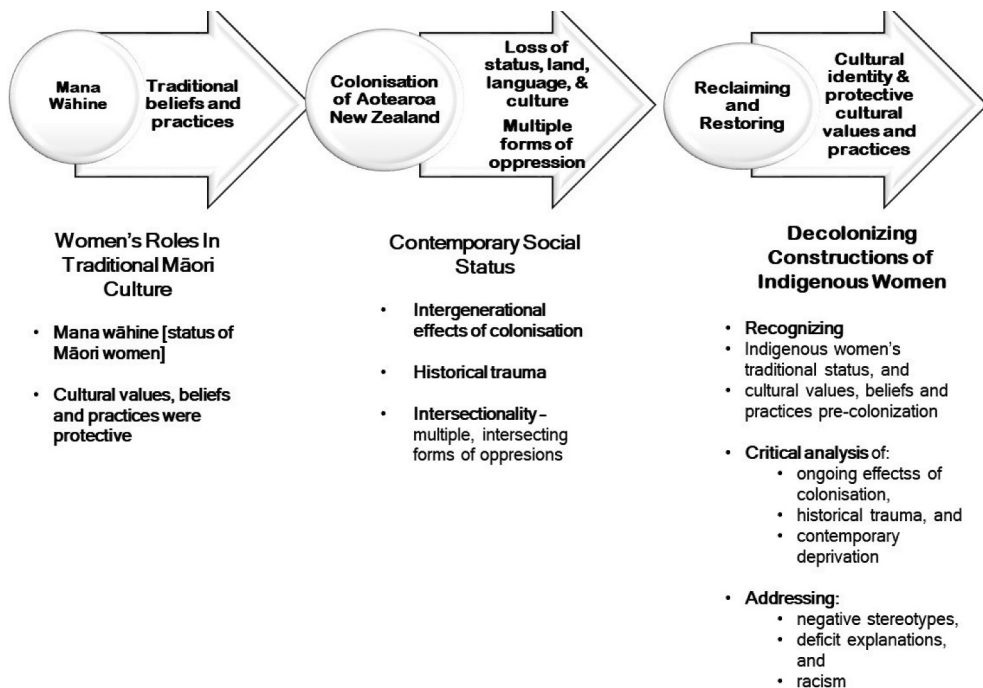 Mana
Wāhine
Traditional
beliefs and
practices
Colonisation
of Aotearoa
New Zealand
Loss of
status, land,
language, &
culture
Multiple
forms of
oppression
Reclaiming
and
Restoring
Cultural
identity &
protective
cultural
values and
practices
Women's Roles In
Traditional Māori
Culture
• Mana wāhine [status of
Māori women]
• Cultural values, beliefs
and practices were
protective
Contemporary Social
Status
• Intergenerational
effects of colonisation
• Historical trauma
• Intersectionality –
multiple, intersecting
forms of oppresions
Decolonizing
Constructions of
Indigenous Women
• Recognizing
• Indigenous women's
traditional status, and
• cultural values, beliefs and
practices pre-colonization
• Critical analysis of:
• ongoing effectss of
colonisation,
• historical trauma, and
• contemporary
deprivation
• Addressing:
• negative stereotypes,
• deficit explanations,
and
• racism